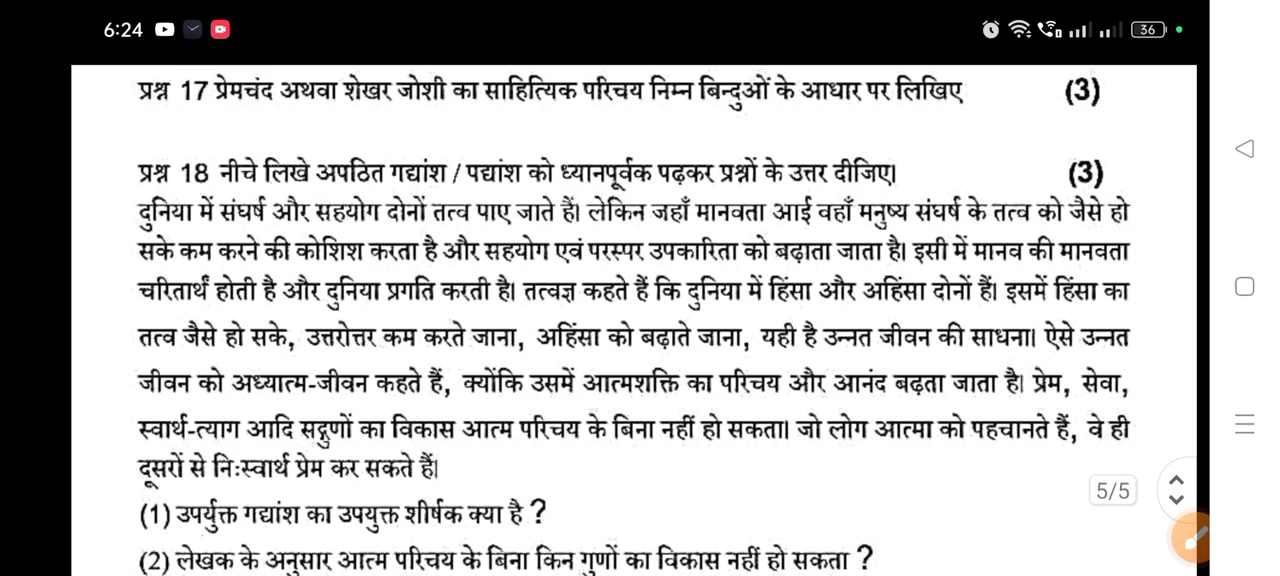 6:24
36
प्रश्न 17 प्रेमचंद अथवा शेखर जोशी का साहित्यिक परिचय निम्न बिन्दुओं के आधार पर लिखिए (3)
प्रश्न 18 नीचे लिखे अपठित गद्यांश / पद्यांश को ध्यानपूर्वक पढ़कर प्रश्नों के उत्तर दीजिए। (3)
दुनिया में संघर्ष और सहयोग दोनों तत्व पाए जाते हैं। लेकिन जहाँ मानवता आई वहाँ मनुष्य संघर्ष के तत्व को जैसे हो
सके कम करने की कोशिश करता है और सहयोग एवं परस्पर उपकारिता को बढ़ाता जाता है। इसी में मानव की मानवता
चरितार्थ होती है और दुनिया प्रगति करती है। तत्वज्ञ कहते हैं कि दुनिया में हिंसा और अहिंसा दोनों हैं। इसमें हिंसा का
तत्व जैसे हो सके, उत्तरोत्तर कम करते जाना, अहिंसा को बढ़ाते जाना, यही है उन्नत जीवन की साधना। ऐसे उन्नत
जीवन को अध्यात्म-जीवन कहते हैं, क्योंकि उसमें आत्मशक्ति का परिचय और आनंद बढ़ता जाता है। प्रेम, सेवा,
स्वार्थ-त्याग आदि सद्गुणों का विकास आत्म परिचय के बिना नहीं हो सकता। जो लोग आत्मा को पहचानते हैं, वे ही
दूसरों से निःस्वार्थ प्रेम कर सकते हैं।
5/5
(1) उपर्युक्त गद्यांश का उपयुक्त शीर्षक क्या है ?
(2) लेखक के अनुसार आत्म परिचय के बिना किन गुणों का विकास नहीं हो सकता ?